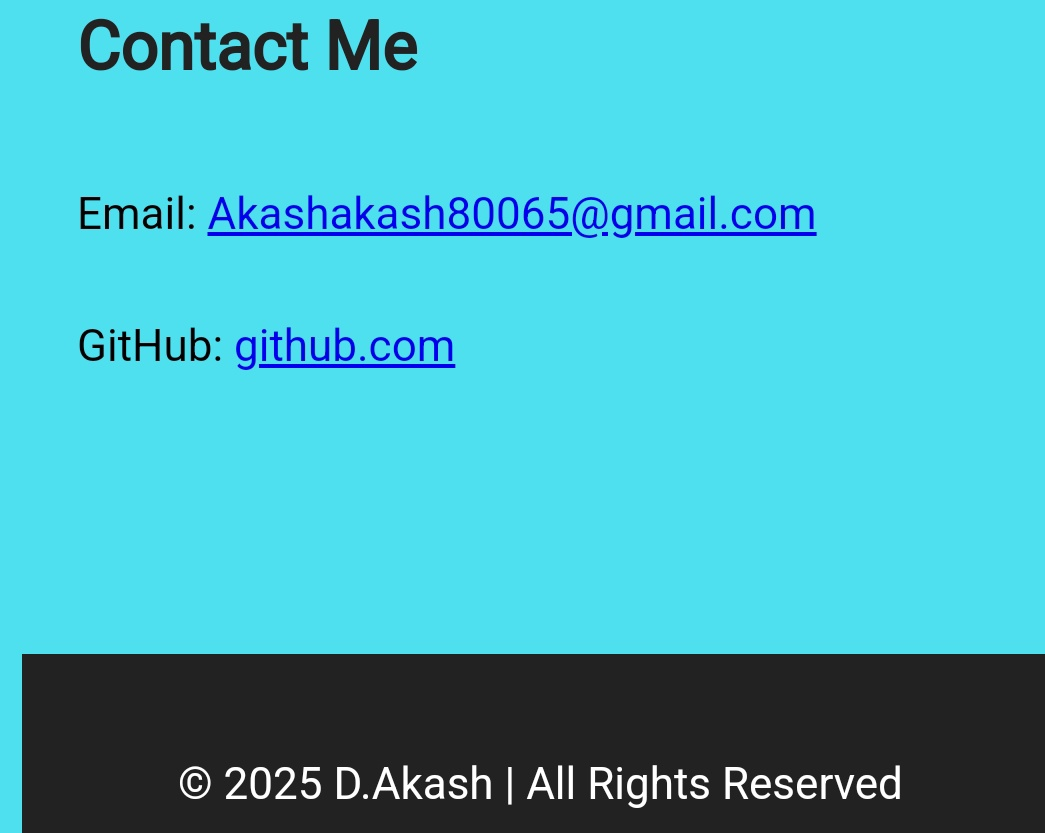 Contact Me
Email: Akashakash80065@gmail.com
GitHub: github.com
© 2025 D.Akash | All Rights Reserved